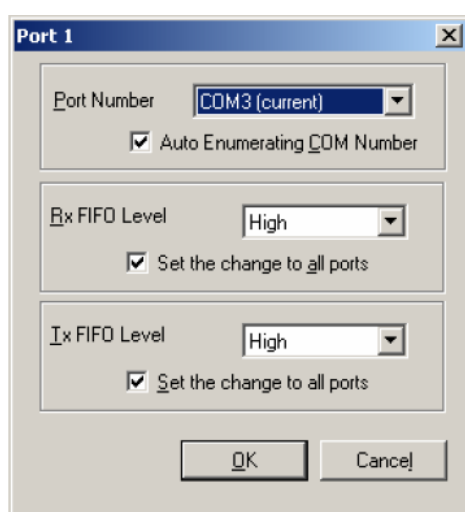 Port 1
Port Number COM3 (current)
Auto Enumerating COM Number
Rx FIFO Level High
Set the change to all ports
Tx FIFO Level High
Set the change to all ports
OK Cancel